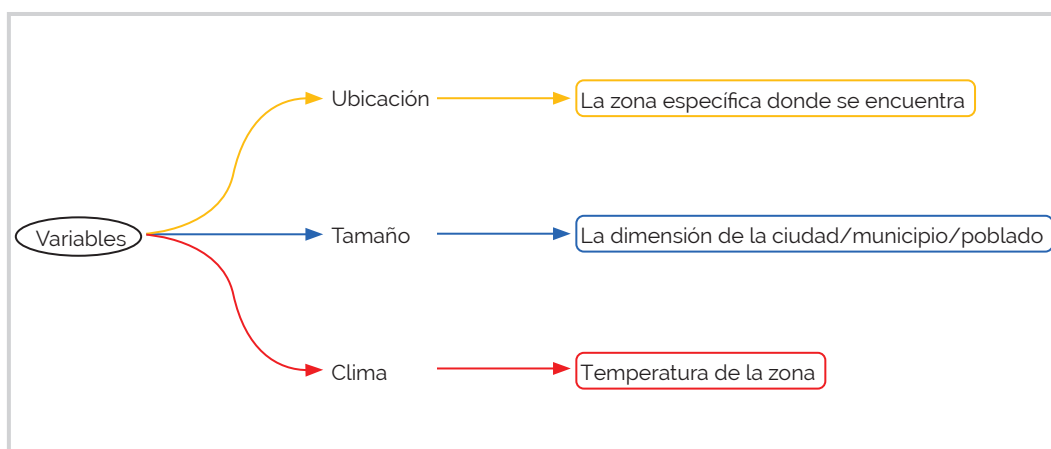 Ubicación
La zona específica donde se encuentra
Variables
Tamaño
La dimensión de la ciudad/municipio/poblado
Clima
Temperatura de la zona